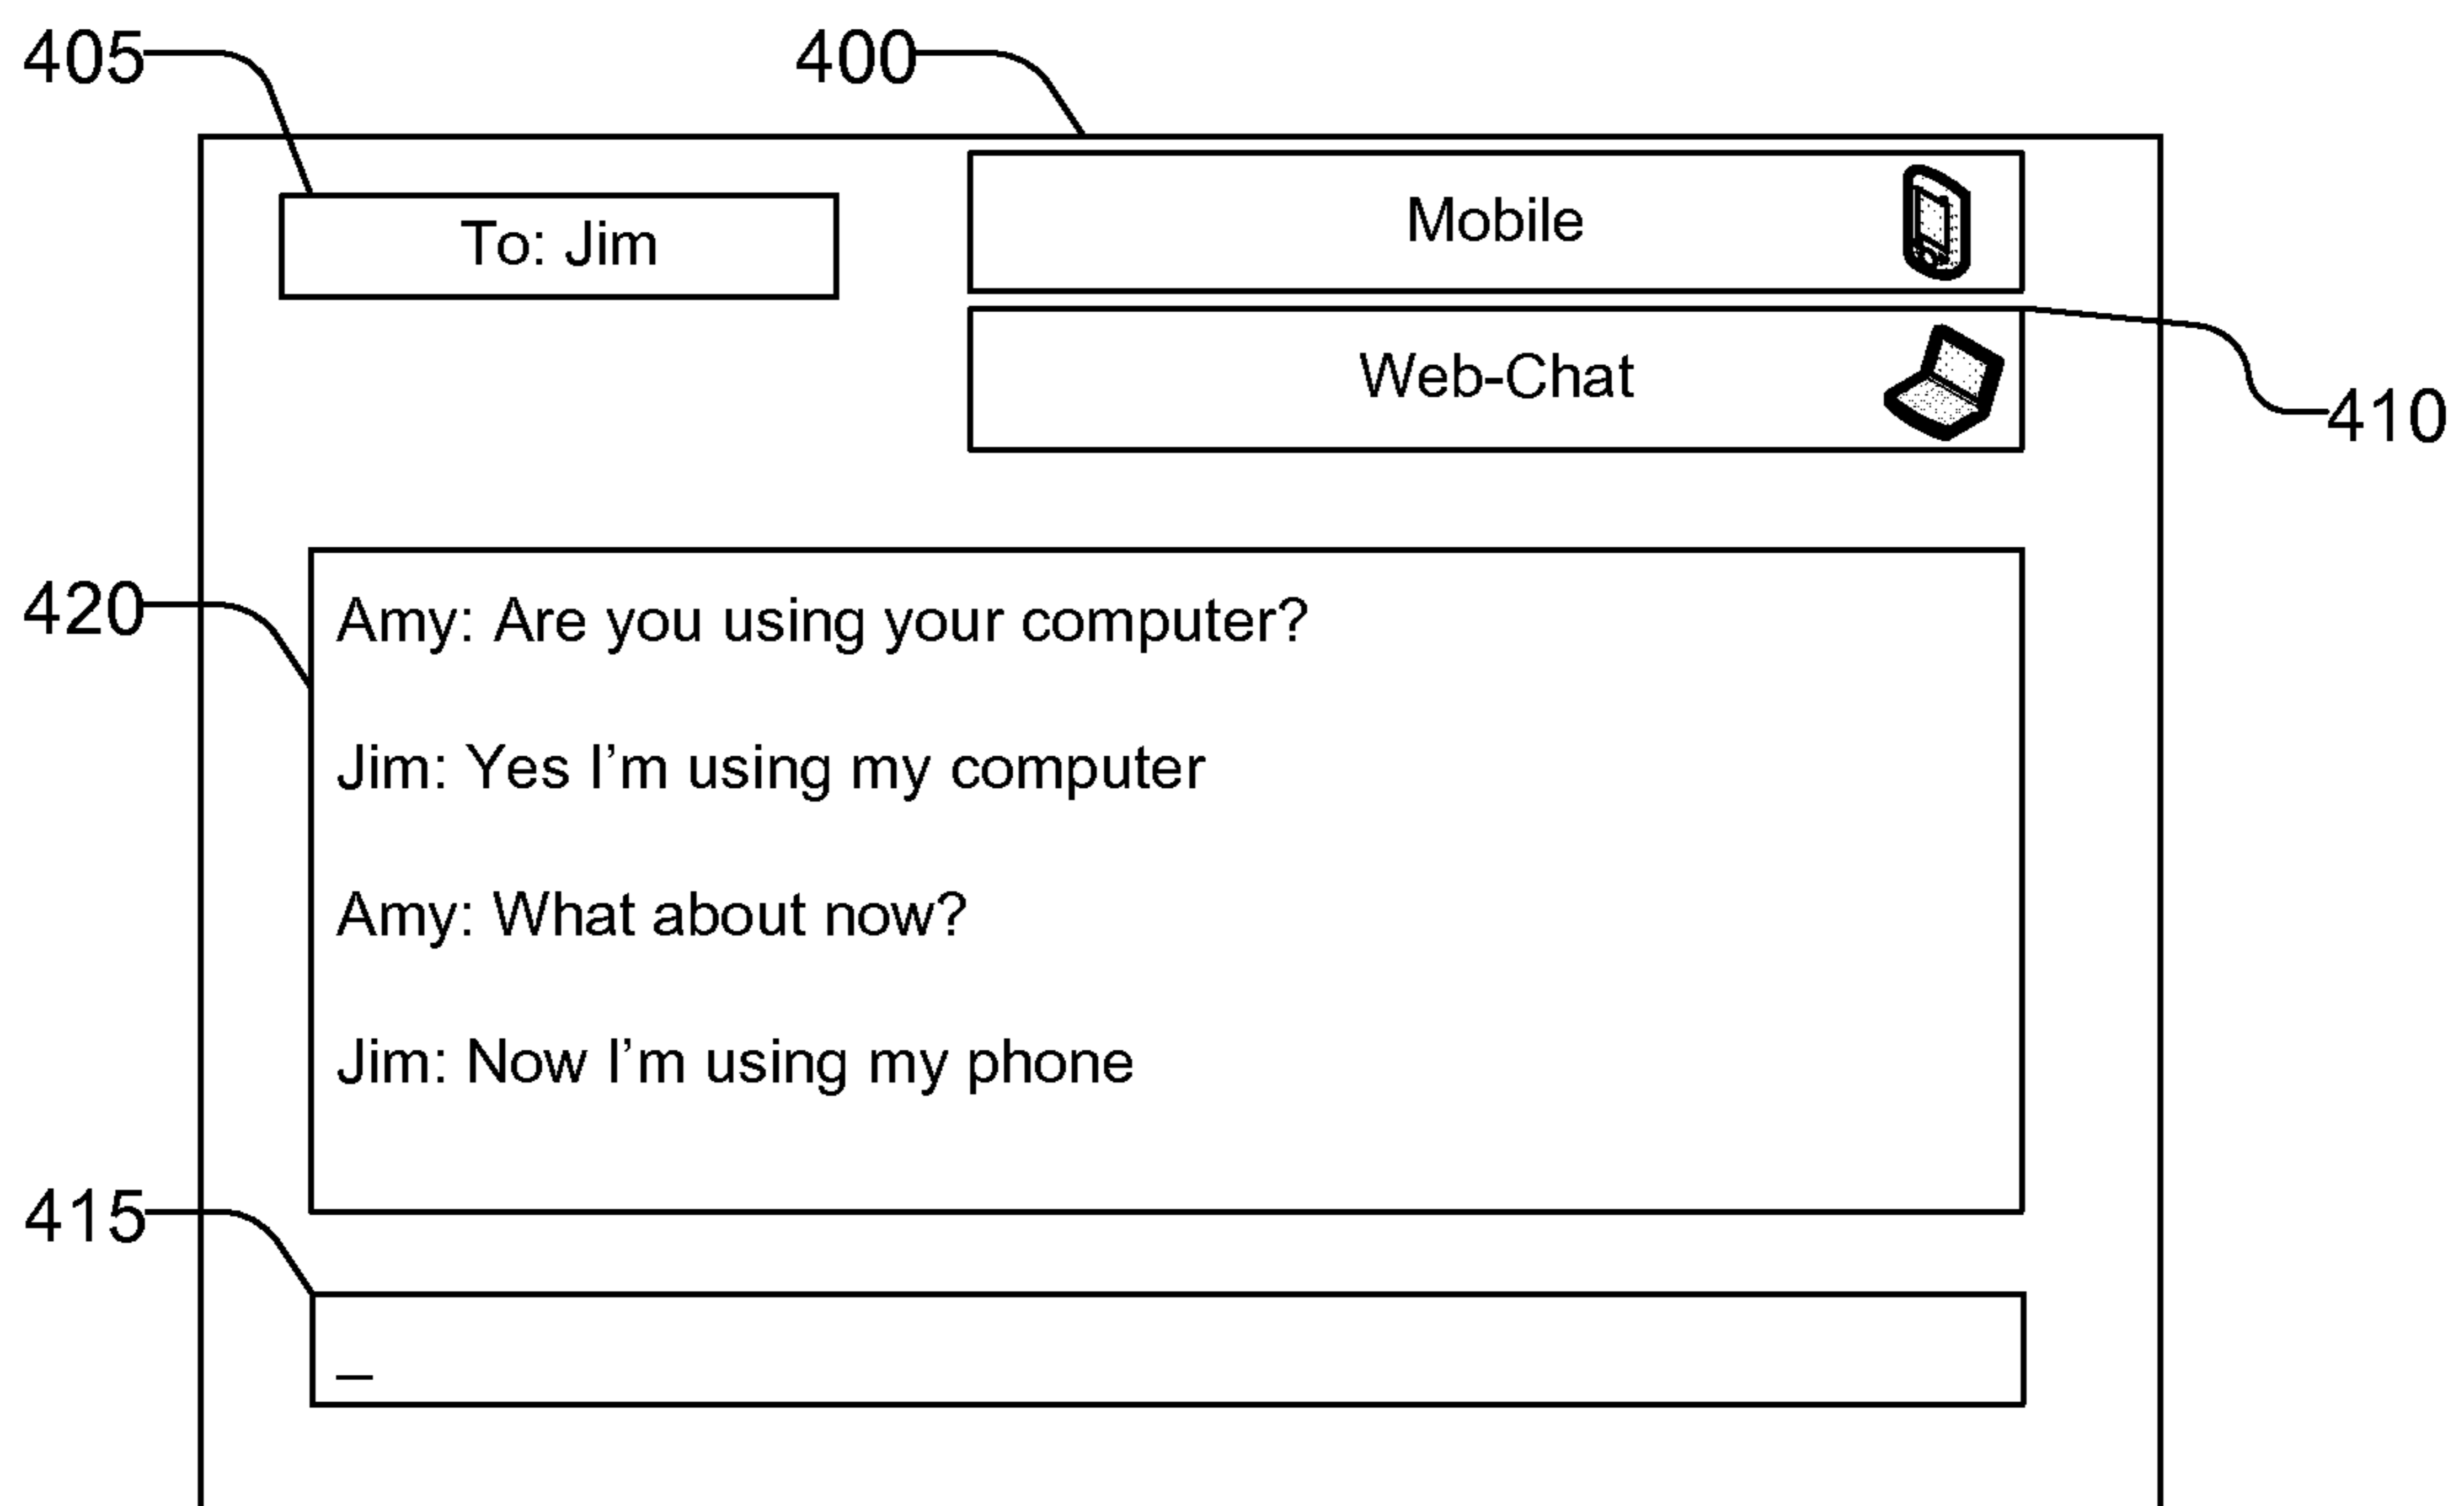 405
400
To: Jim
Mobile
Web-Chat
410
420
Amy: Are you using your computer?
Jim: Yes I’m using my computer
Amy: What about now?
Jim: Now I’m using my phone
415
_